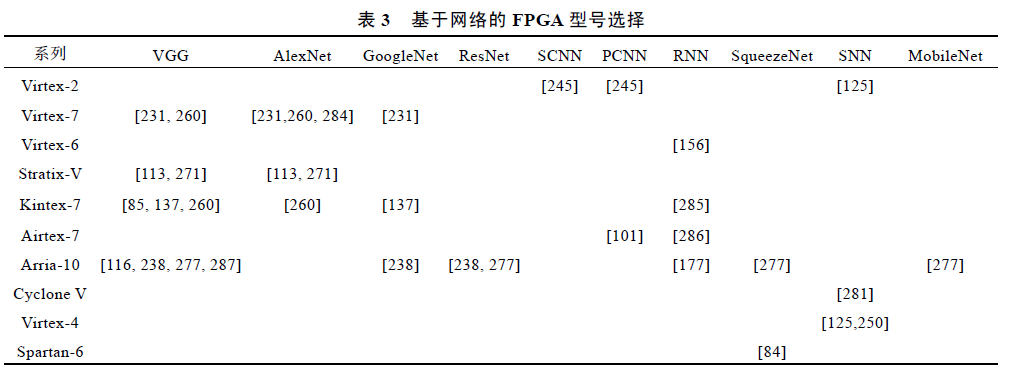 表 3 基于网络的 FPGA 型号选择
系列 VGG AlexNet GoogleNet ResNet SCNN PCNN RNN SqueezeNet SNN MobileNet
Virtex-2 [245] [245] [125]
Virtex-7 [231, 260] [231,260, 284] [231]
Virtex-6 [156]
Stratix-V [113, 271] [113, 271]
Kintex-7 [85, 137, 260] [260] [137] [285]
Airtex-7 [101] [286]
Arria-10 [116, 238, 277, 287] [238] [238, 277] [177] [277] [277]
Cyclone V [281]
Virtex-4 [125,250]
Spartan-6 [84]